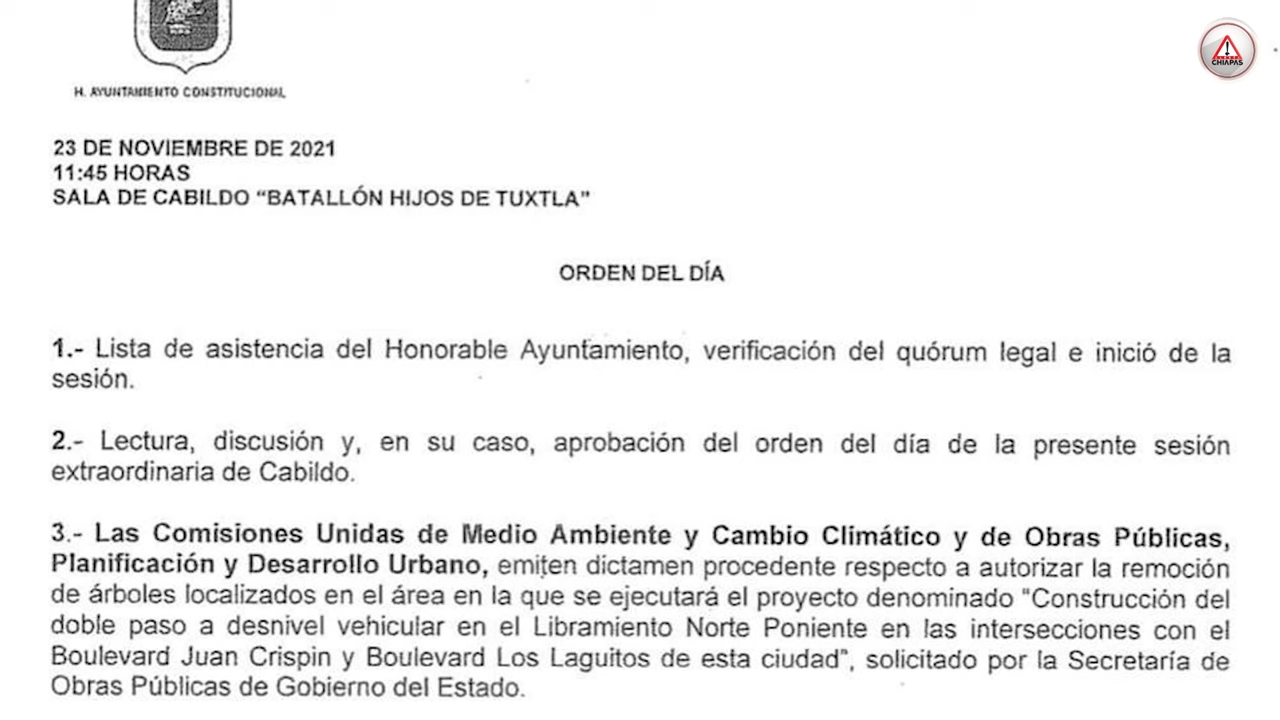 CHIAPAS
H. AYUNTAMIENTO CONSTITUCIONAL
23 DE NOVIEMBRE DE 2021
11:45 HORAS
SALA DE CABILDO “BATALLÓN HIJOS DE TUXTLA”
ORDEN DEL DÍA
1.- Lista de asistencia del Honorable Ayuntamiento, verificación del quórum legal e inició de la
sesión.
2.- Lectura, discusión y, en su caso, aprobación del orden del día de la presente sesión
extraordinaria de Cabildo.
3.- Las Comisiones Unidas de Medio Ambiente y Cambio Climático y de Obras Públicas,
Planificación y Desarrollo Urbano, emiten dictamen procedente respecto a autorizar la remoción
de árboles localizados en el área en la que se ejecutará el proyecto denominado “Construcción del
doble paso a desnivel vehicular en el Libramiento Norte Poniente en las intersecciones con el
Boulevard Juan Crispin y Boulevard Los Laguitos de esta ciudad”, solicitado por la Secretaría de
Obras Públicas de Gobierno del Estado.